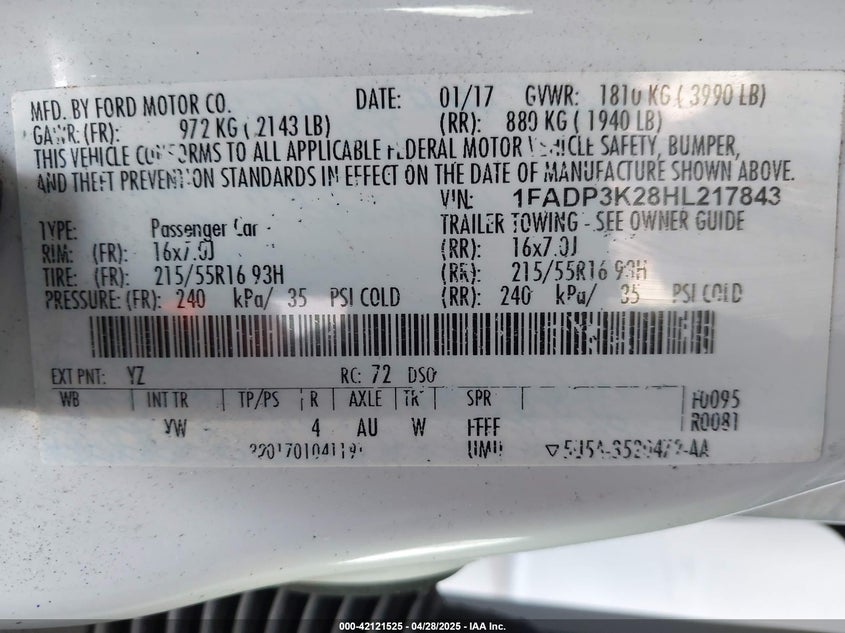 MFD. BY FORD MOTOR CO. DATE: 01/17 GVWR: 1810 KG ( 3990 LB)
GAWR: (FR): 972 KG ( 2143 LB) (RR): 880 KG ( 1940 LB)
THIS VEHICLE CONFORMS TO ALL APPLICABLE FEDERAL MOTOR VEHICLE SAFETY, BUMPER,
AND THEFT PREVENTION STANDARDS IN EFFECT ON THE DATE OF MANUFACTURE SHOWN ABOVE.
VIN: 1FADP3K28HL217843
TYPE: Passenger Car TRAILER TOWING - SEE OWNER GUIDE
RIM: (FR): 16x7.0J (RR): 16x7.0J
TIRE: (FR): 215/55R16 93H (RR): 215/55R16 93H
PRESSURE: (FR): 240 kPa/ 35 PSI COLD (RR): 240 kPa/ 35 PSI COLD
EXT PNT: YZ RC: 72 DSO
WB INT TR TP/PS R AXLE TR SPR F0095
YW 4 AU W FFFF R0081
000-42121525 - 04/28/2025 - IAA Inc.